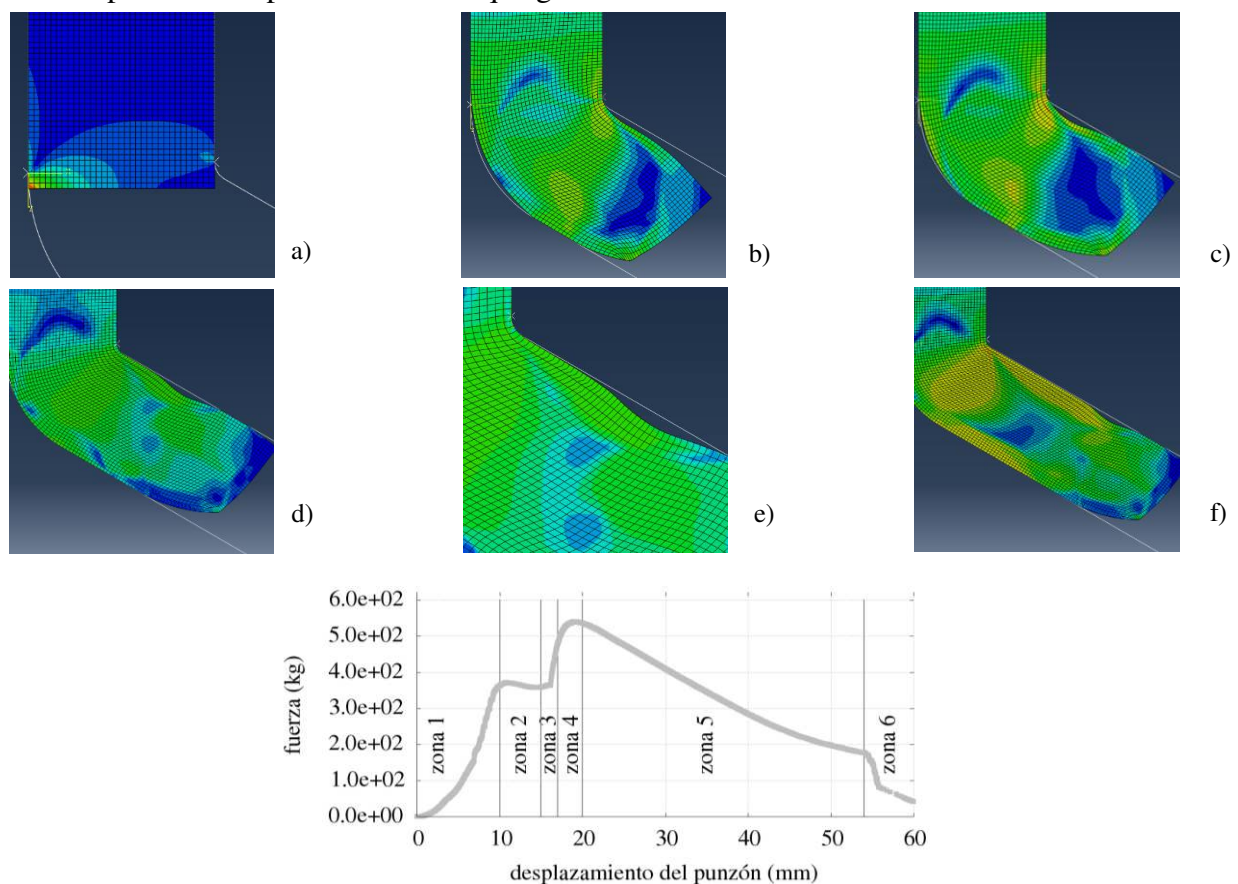 a)
b)
c)
d)
e)
f)
6.0e+02
5.0e+02
4.0e+02
3.0e+02
2.0e+02
1.0e+02
0.0e+00
fuerza (kg)
zona 1
zona 2
zona 3
zona 4
zona 5
zona 6
0 10 20 30 40 50 60
desplazamiento del punzón (mm)